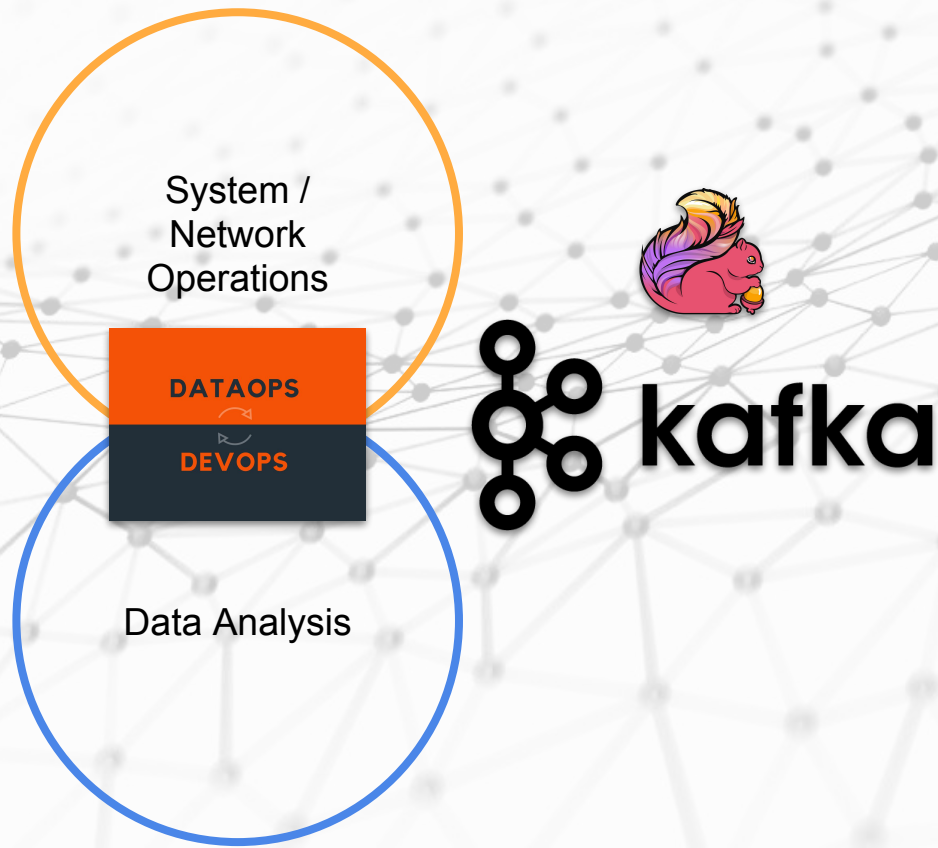 System /
Network
Operations
DATAOPS
DEVOPS
kafka
Data Analysis